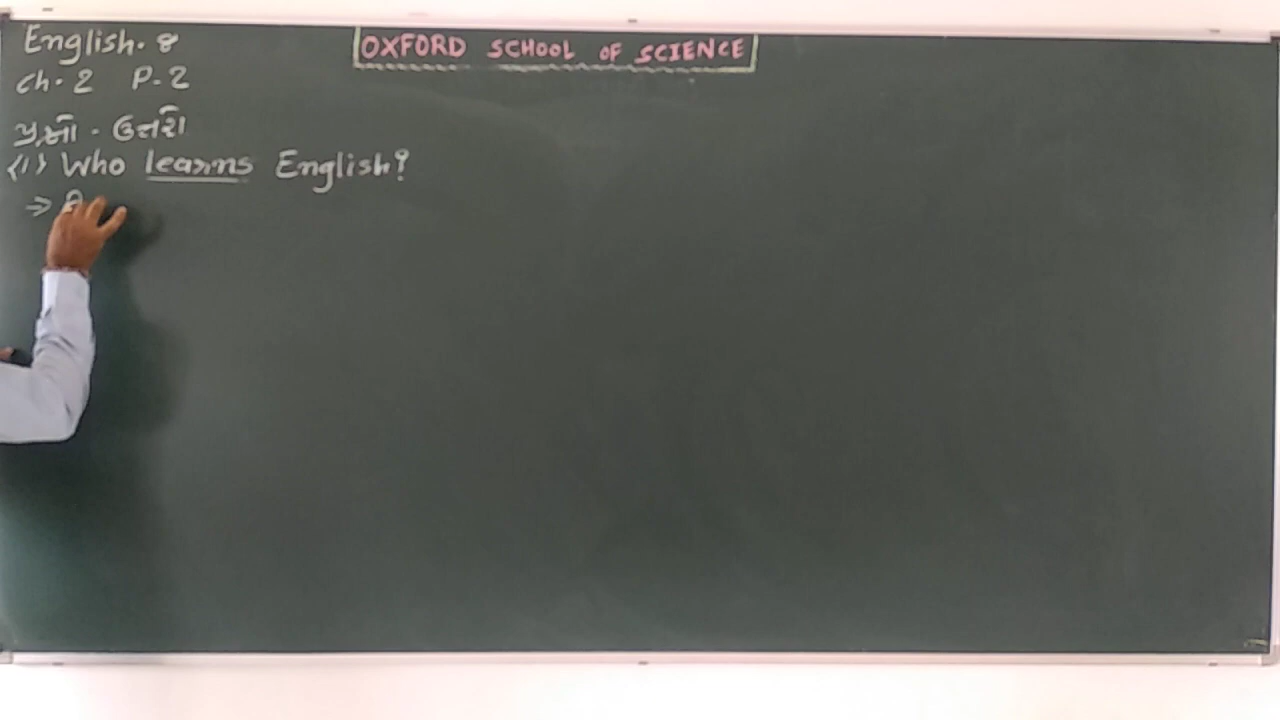 OXFORD SCHOOL OF SCIENCE
English. 8
Ch. 2 P. 2
પ્રશ્નો - ઉત્તરો
(1) Who learns English?
⇒